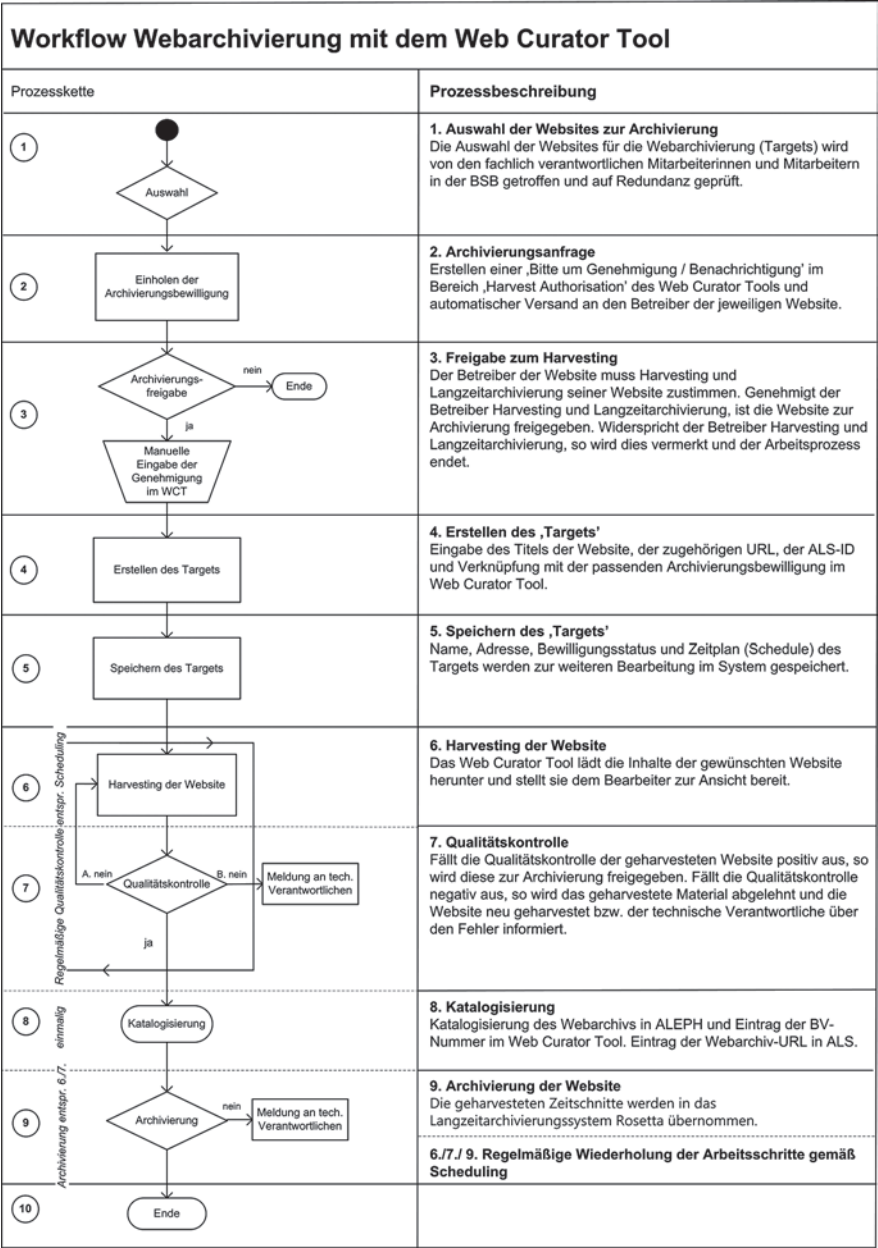 Workflow Webarchivierung mit dem Web Curator Tool
Prozesskette
Prozessbeschreibung
1
Auswahl
1. Auswahl der Websites zur Archivierung
Die Auswahl der Websites für die Webarchivierung (Targets) wird
von den fachlich verantwortlichen Mitarbeiterinnen und Mitarbeitern
in der BSB getroffen und auf Redundanz geprüft.
2
Einholen der
Archivierungsbewilligung
2. Archivierungsanfrage
Erstellen einer ‚Bitte um Genehmigung / Benachrichtigung’ im
Bereich ‚Harvest Authorisation’ des Web Curator Tools und
automatischer Versand an den Betreiber der jeweiligen Website.
3
Archivierungs-
freigabe
nein
Ende
ja
Manuelle
Eingabe der
Genehmigung
im WCT
3. Freigabe zum Harvesting
Der Betreiber der Website muss Harvesting und
Langzeitarchivierung seiner Website zustimmen. Genehmigt der
Betreiber Harvesting und Langzeitarchivierung, ist die Website zur
Archivierung freigegeben. Widerspricht der Betreiber Harvesting und
Langzeitarchivierung, so wird dies vermerkt und der Arbeitsprozess
endet.
4
Erstellen des Targets
4. Erstellen des ‚Targets’
Eingabe des Titels der Website, der zugehörigen URL, der ALS-ID
und Verknüpfung mit der passenden Archivierungsbewilligung im
Web Curator Tool.
5
Speichern des Targets
5. Speichern des ‚Targets’
Name, Adresse, Bewilligungsstatus und Zeitplan (Schedule) des
Targets werden zur weiteren Bearbeitung im System gespeichert.
Regelmäßige Qualitätskontrolle entspr. Scheduling
6
Harvesting der Website
6. Harvesting der Website
Das Web Curator Tool lädt die Inhalte der gewünschten Website
herunter und stellt sie dem Bearbeiter zur Ansicht bereit.
7
A. nein
Qualitätskontrolle
B. nein
Meldung an tech.
Verantwortlichen
ja
7. Qualitätskontrolle
Fällt die Qualitätskontrolle der geharvesteten Website positiv aus, so
wird diese zur Archivierung freigegeben. Fällt die Qualitätskontrolle
negativ aus, so wird das geharvestete Material abgelehnt und die
Website neu geharvestet bzw. der technische Verantwortliche über
den Fehler informiert.
8
einmalig
Katalogisierung
8. Katalogisierung
Katalogisierung des Webarchivs in ALEPH und Eintrag der BV-
Nummer im Web Curator Tool. Eintrag der Webarchiv-URL in ALS.
9
Archivierung entspr. 6./7.
Archivierung
nein
Meldung an tech.
Verantwortlichen
9. Archivierung der Website
Die geharvesteten Zeitschnitte werden in das
Langzeitarchivierungssystem Rosetta übernommen.
6./7./ 9. Regelmäßige Wiederholung der Arbeitsschritte gemäß
Scheduling
10
Ende